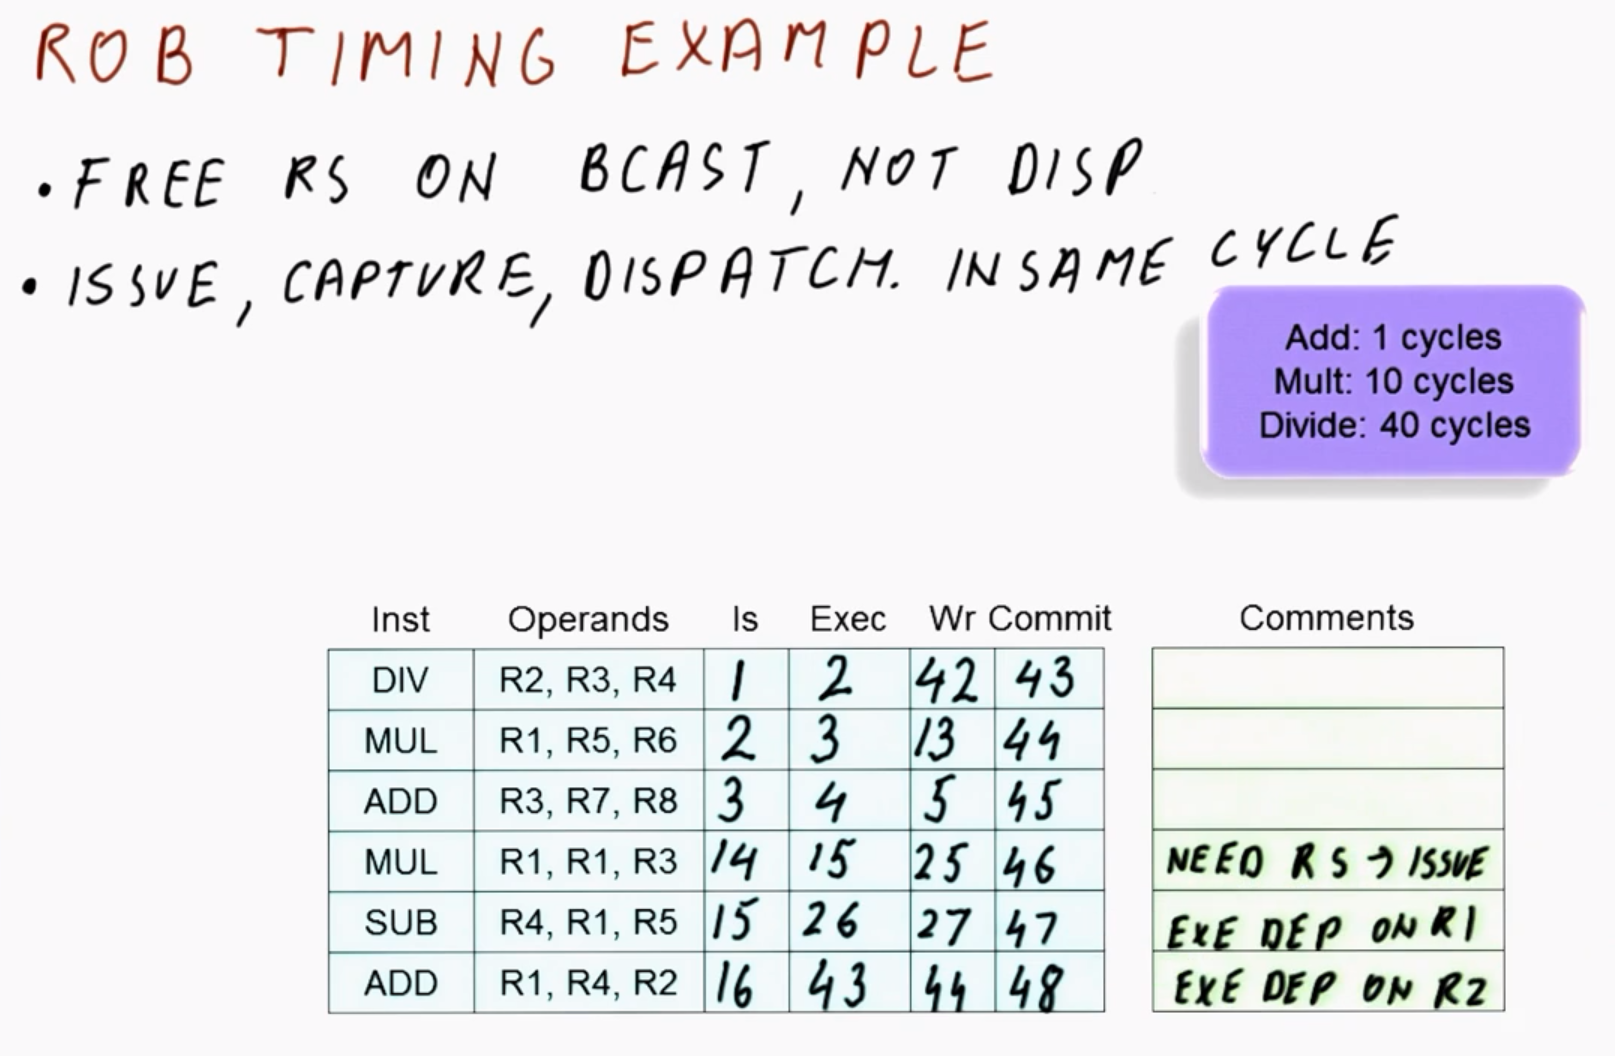 ROB TIMING EXAMPLE
• FREE RS ON BCAST, NOT DISP
• ISSUE, CAPTURE, DISPATCH. IN SAME CYCLE
Add: 1 cycles
Mult: 10 cycles
Divide: 40 cycles
Inst Operands Is Exec Wr Commit Comments
DIV R2, R3, R4 1 2 42 43
MUL R1, R5, R6 2 3 13 44
ADD R3, R7, R8 3 4 5 45
MUL R1, R1, R3 14 15 25 46 NEED RS → ISSUE
SUB R4, R1, R5 15 26 27 47 EXE DEP ON R1
ADD R1, R4, R2 16 43 44 48 EXE DEP ON R2